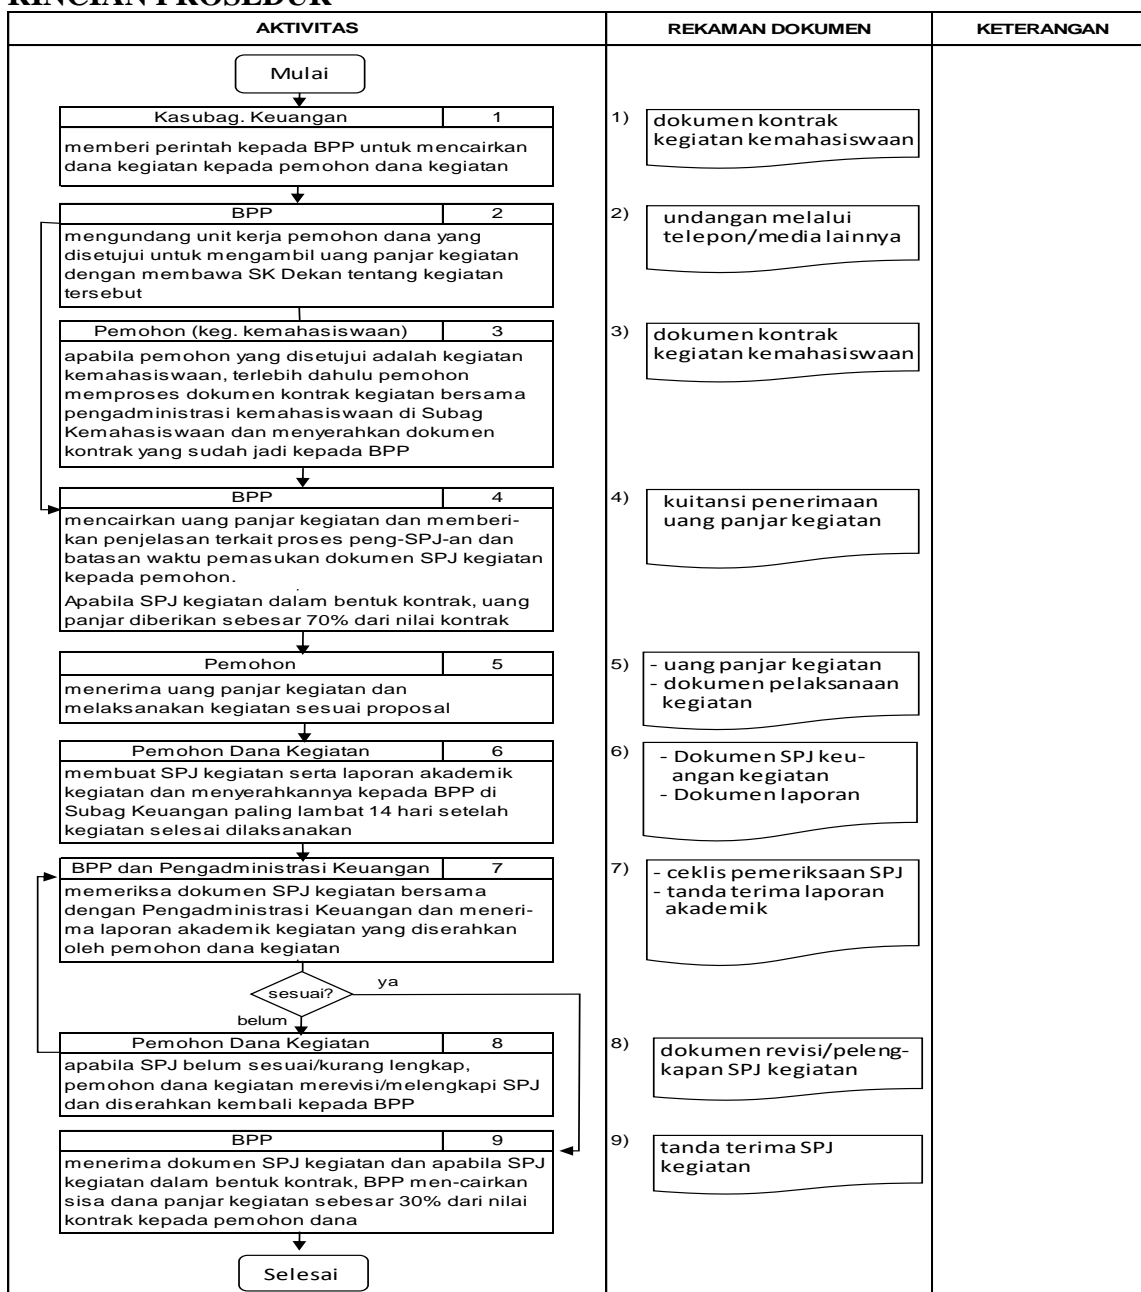 RINCIAN PROSEDUR
AKTIVITAS
REKAMAN DOKUMEN
KETERANGAN
Mulai
Kasubag. Keuangan 1
memberi perintah kepada BPP untuk mencairkan
dana kegiatan kepada pemohon dana kegiatan
1) dokumen kontrak
kegiatan kemahasiswaan
BPP 2
mengundang unit kerja pemohon dana yang
disetujui untuk mengambil uang panjar kegiatan
dengan membawa SK Dekan tentang kegiatan
tersebut
2) undangan melalui
telepon/media lainnya
Pemohon (keg. kemahasiswaan) 3
apabila pemohon yang disetujui adalah kegiatan
kemahasiswaan, terlebih dahulu pemohon
memproses dokumen kontrak kegiatan bersama
pengadministrasi kemahasiswaan di Subag
Kemahasiswaan dan menyerahkan dokumen
kontrak yang sudah jadi kepada BPP
3) dokumen kontrak
kegiatan kemahasiswaan
BPP 4
mencairkan uang panjar kegiatan dan memberi-
kan penjelasan terkait proses peng-SPJ-an dan
batasan waktu pemasukan dokumen SPJ kegiatan
kepada pemohon.
Apabila SPJ kegiatan dalam bentuk kontrak, uang
panjar diberikan sebesar 70% dari nilai kontrak
4) kuitansi penerimaan
uang panjar kegiatan
Pemohon 5
menerima uang panjar kegiatan dan
melaksanakan kegiatan sesuai proposal
5) - uang panjar kegiatan
- dokumen pelaksanaan
kegiatan
Pemohon Dana Kegiatan 6
membuat SPJ kegiatan serta laporan akademik
kegiatan dan menyerahkannya kepada BPP di
Subag Keuangan paling lambat 14 hari setelah
kegiatan selesai dilaksanakan
6) - Dokumen SPJ keu-
angan kegiatan
- Dokumen laporan
BPP dan Pengadministrasi Keuangan 7
memeriksa dokumen SPJ kegiatan bersama
dengan Pengadministrasi Keuangan dan meneri-
ma laporan akademik kegiatan yang diserahkan
oleh pemohon dana kegiatan
7) - ceklis pemeriksaan SPJ
- tanda terima laporan
akademik
sesuai?
ya
belum
Pemohon Dana Kegiatan 8
apabila SPJ belum sesuai/kurang lengkap,
pemohon dana kegiatan merevisi/melengkapi SPJ
dan diserahkan kembali kepada BPP
8) dokumen revisi/peleng-
kapan SPJ kegiatan
BPP 9
menerima dokumen SPJ kegiatan dan apabila SPJ
kegiatan dalam bentuk kontrak, BPP men-cairkan
sisa dana panjar kegiatan sebesar 30% dari nilai
kontrak kepada pemohon dana
9) tanda terima SPJ
kegiatan
Selesai